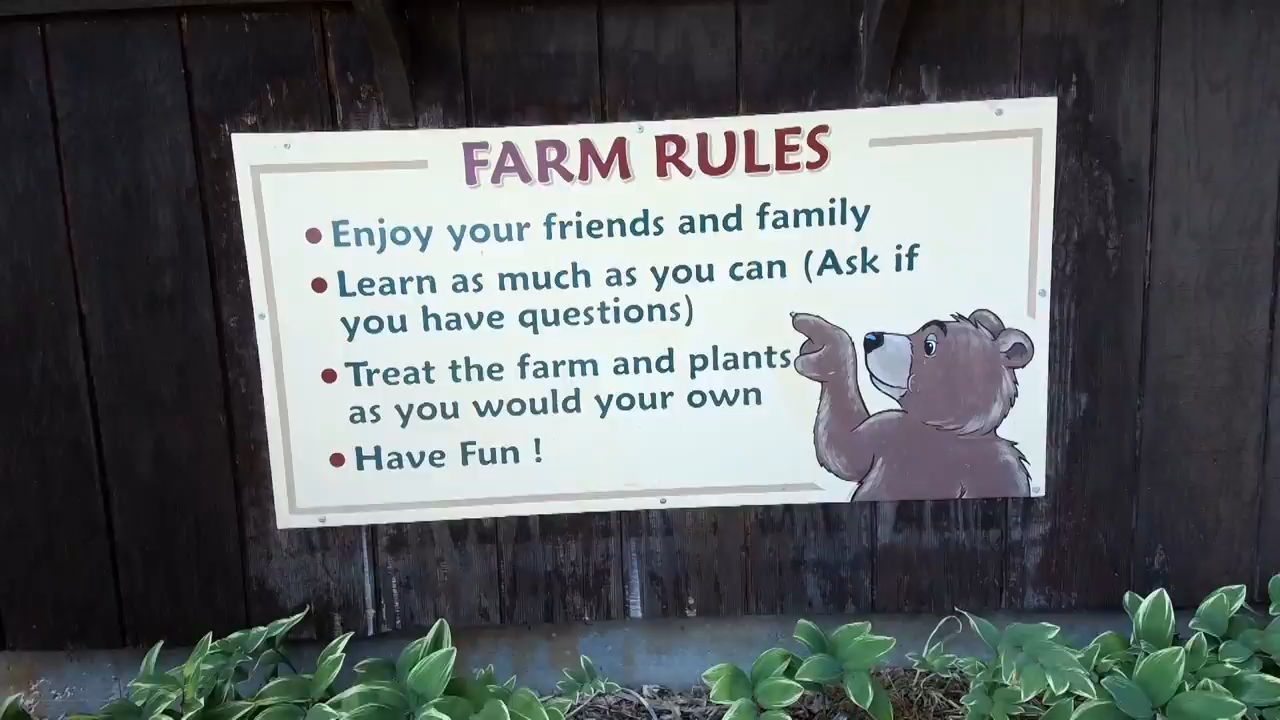 FARM RULES
• Enjoy your friends and family
• Learn as much as you can (Ask if
you have questions)
• Treat the farm and plants
as you would your own
• Have Fun !